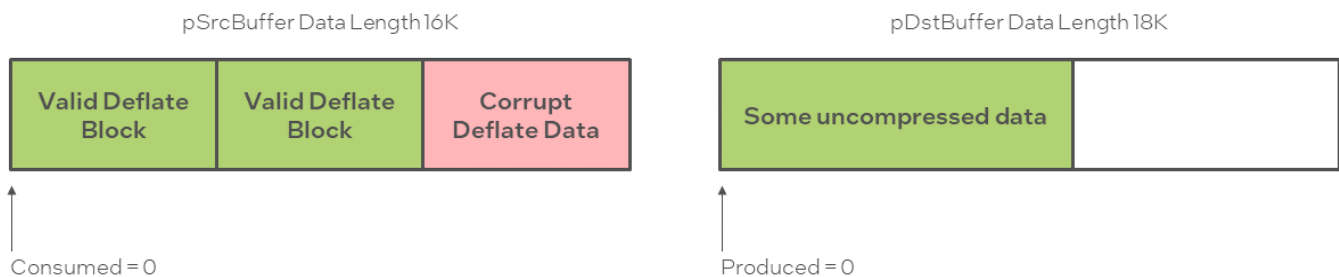 pSrcBuffer Data Length 16K
pDstBuffer Data Length 18K
Valid Deflate
Block
Valid Deflate
Block
Corrupt
Deflate Data
Some uncompressed data
Consumed = 0
Produced = 0